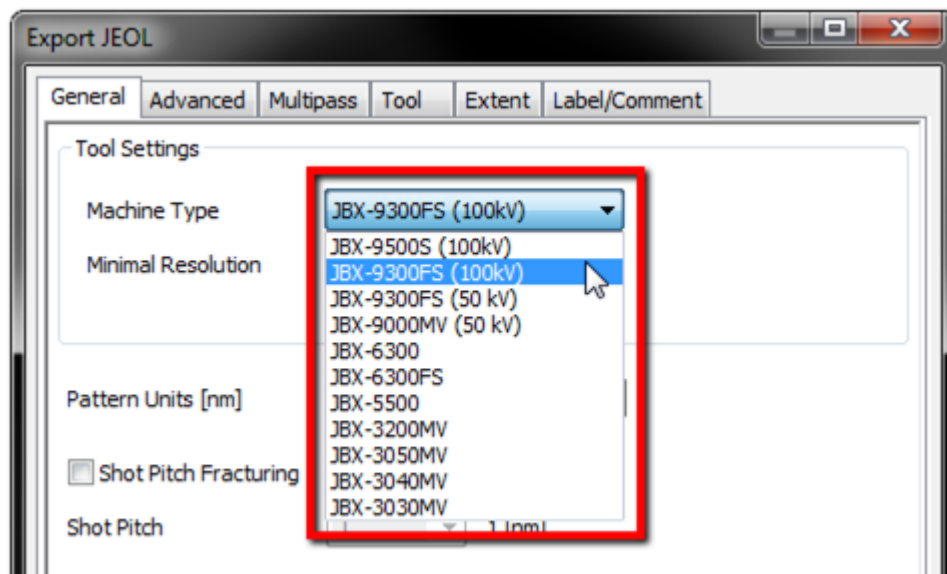 Export JEOL
General Advanced Multipass Tool Extent Label/Comment
Tool Settings
Machine Type JBX-9300FS (100kV)
JBX-9500S (100kV)
Minimal Resolution JBX-9300FS (100kV)
JBX-9300FS (50 kV)
JBX-9000MV (50 kV)
JBX-6300
JBX-6300FS
Pattern Units [nm] JBX-5500
JBX-3200MV
JBX-3050MV
Shot Pitch Fracturing JBX-3040MV
JBX-3030MV
Shot Pitch 1 [nm]